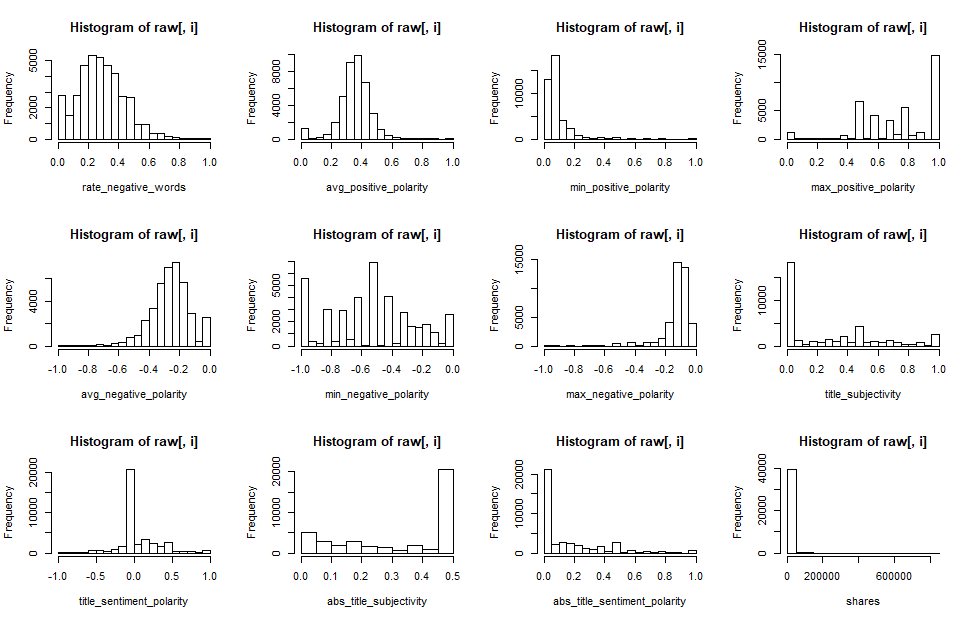 Histogram of raw[, i]
Frequency
0 2000 5000
0.0 0.2 0.4 0.6 0.8 1.0
rate_negative_words
Histogram of raw[, i]
Frequency
0 4000 8000
0.0 0.2 0.4 0.6 0.8 1.0
avg_positive_polarity
Histogram of raw[, i]
Frequency
0 10000
0.0 0.2 0.4 0.6 0.8 1.0
min_positive_polarity
Histogram of raw[, i]
Frequency
0 5000 15000
0.0 0.2 0.4 0.6 0.8 1.0
max_positive_polarity
Histogram of raw[, i]
Frequency
0 4000
-1.0 -0.8 -0.6 -0.4 -0.2 0.0
avg_negative_polarity
Histogram of raw[, i]
Frequency
0 2000 5000 8000
-1.0 -0.8 -0.6 -0.4 -0.2 0.0
min_negative_polarity
Histogram of raw[, i]
Frequency
0 5000 15000
-1.0 -0.8 -0.6 -0.4 -0.2 0.0
max_negative_polarity
Histogram of raw[, i]
Frequency
0 10000
0.0 0.2 0.4 0.6 0.8 1.0
title_subjectivity
Histogram of raw[, i]
Frequency
0 10000 20000
-1.0 -0.5 0.0 0.5 1.0
title_sentiment_polarity
Histogram of raw[, i]
Frequency
0 10000 20000
0.0 0.1 0.2 0.3 0.4 0.5
abs_title_subjectivity
Histogram of raw[, i]
Frequency
0 10000 20000
0.0 0.2 0.4 0.6 0.8 1.0
abs_title_sentiment_polarity
Histogram of raw[, i]
Frequency
0 20000 40000
0 200000 600000
shares